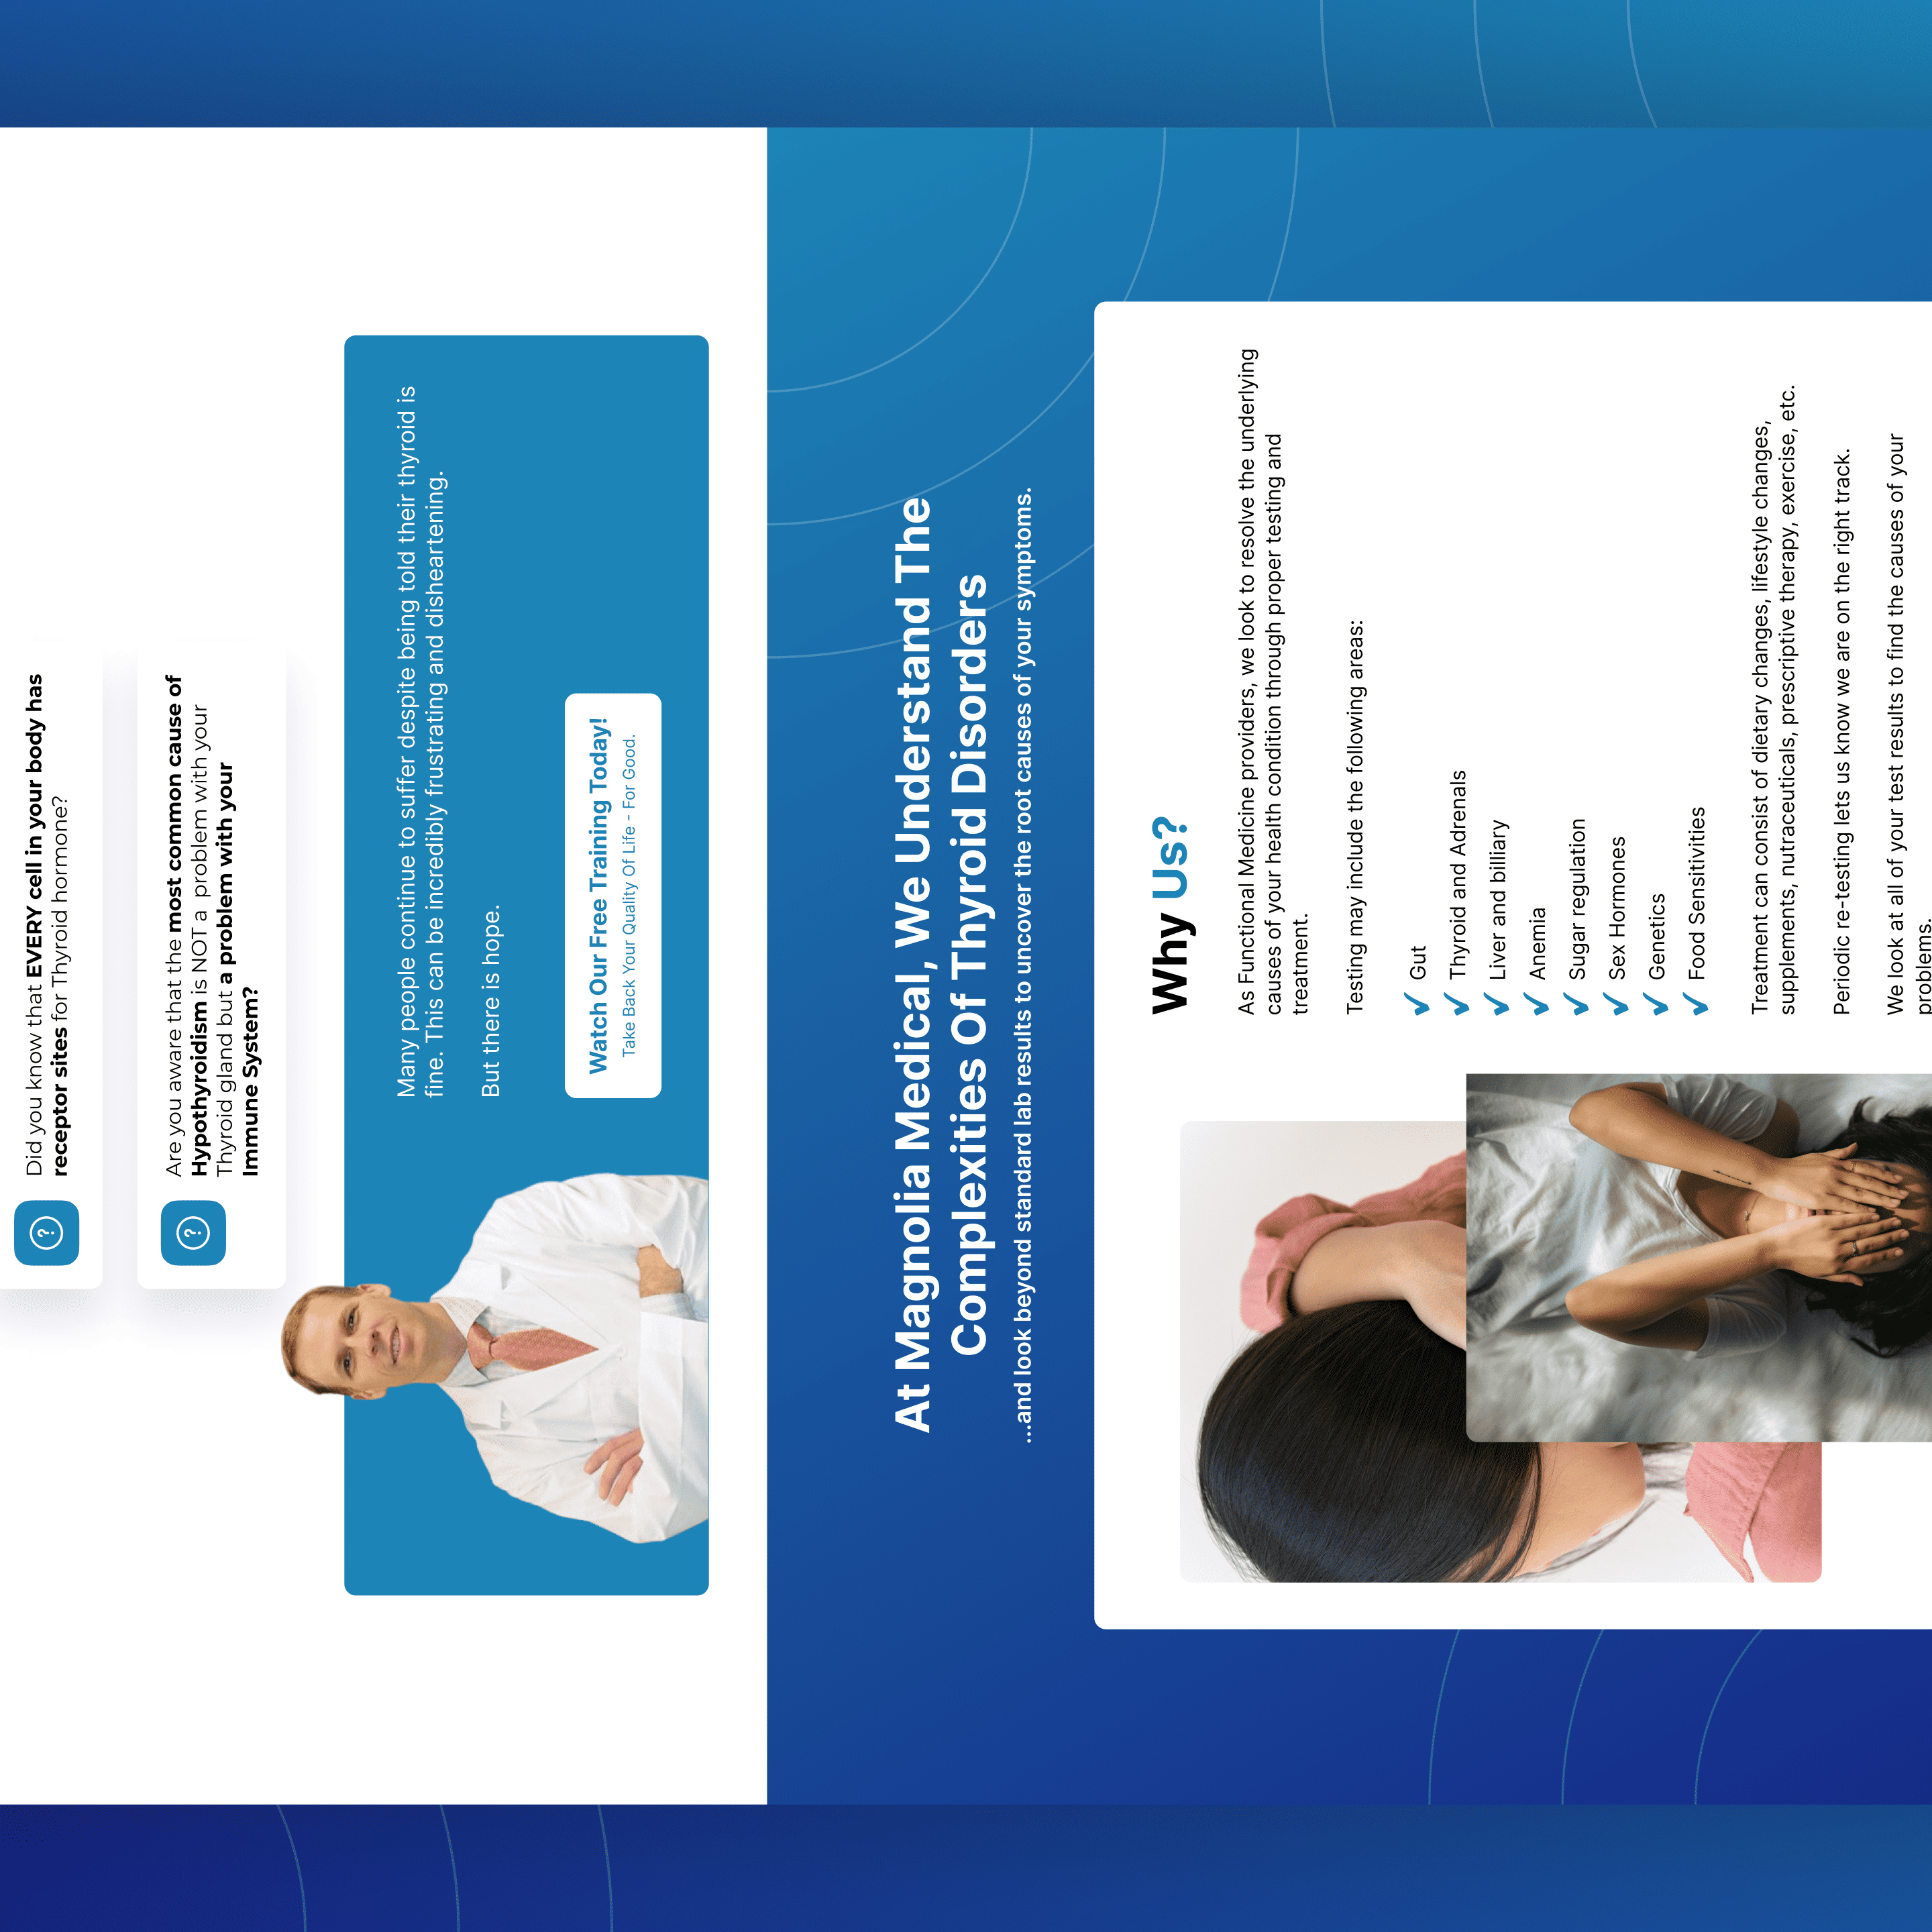 Did you know that EVERY cell in your body has
receptor sites for Thyroid hormone?
Are you aware that the most common cause of
Hypothyroidism is NOT a problem with your
Thyroid gland but a problem with your
Immune System?
Many people continue to suffer despite being told their thyroid is
fine. This can be incredibly frustrating and disheartening.
But there is hope.
Watch Our Free Training Today!
Take Back Your Quality Of Life - For Good.
At Magnolia Medical, We Understand The
Complexities Of Thyroid Disorders
...and look beyond standard lab results to uncover the root causes of your symptoms.
Why Us?
As Functional Medicine providers, we look to resolve the underlying
causes of your health condition through proper testing and
treatment.
Testing may include the following areas:
Gut
Thyroid and Adrenals
Liver and billiary
Anemia
Sugar regulation
Sex Hormones
Genetics
Food Sensitivities
Treatment can consist of dietary changes, lifestyle changes,
supplements, nutraceuticals, prescriptive therapy, exercise, etc.
Periodic re-testing lets us know we are on the right track.
We look at all of your test results to find the causes of your
problems.